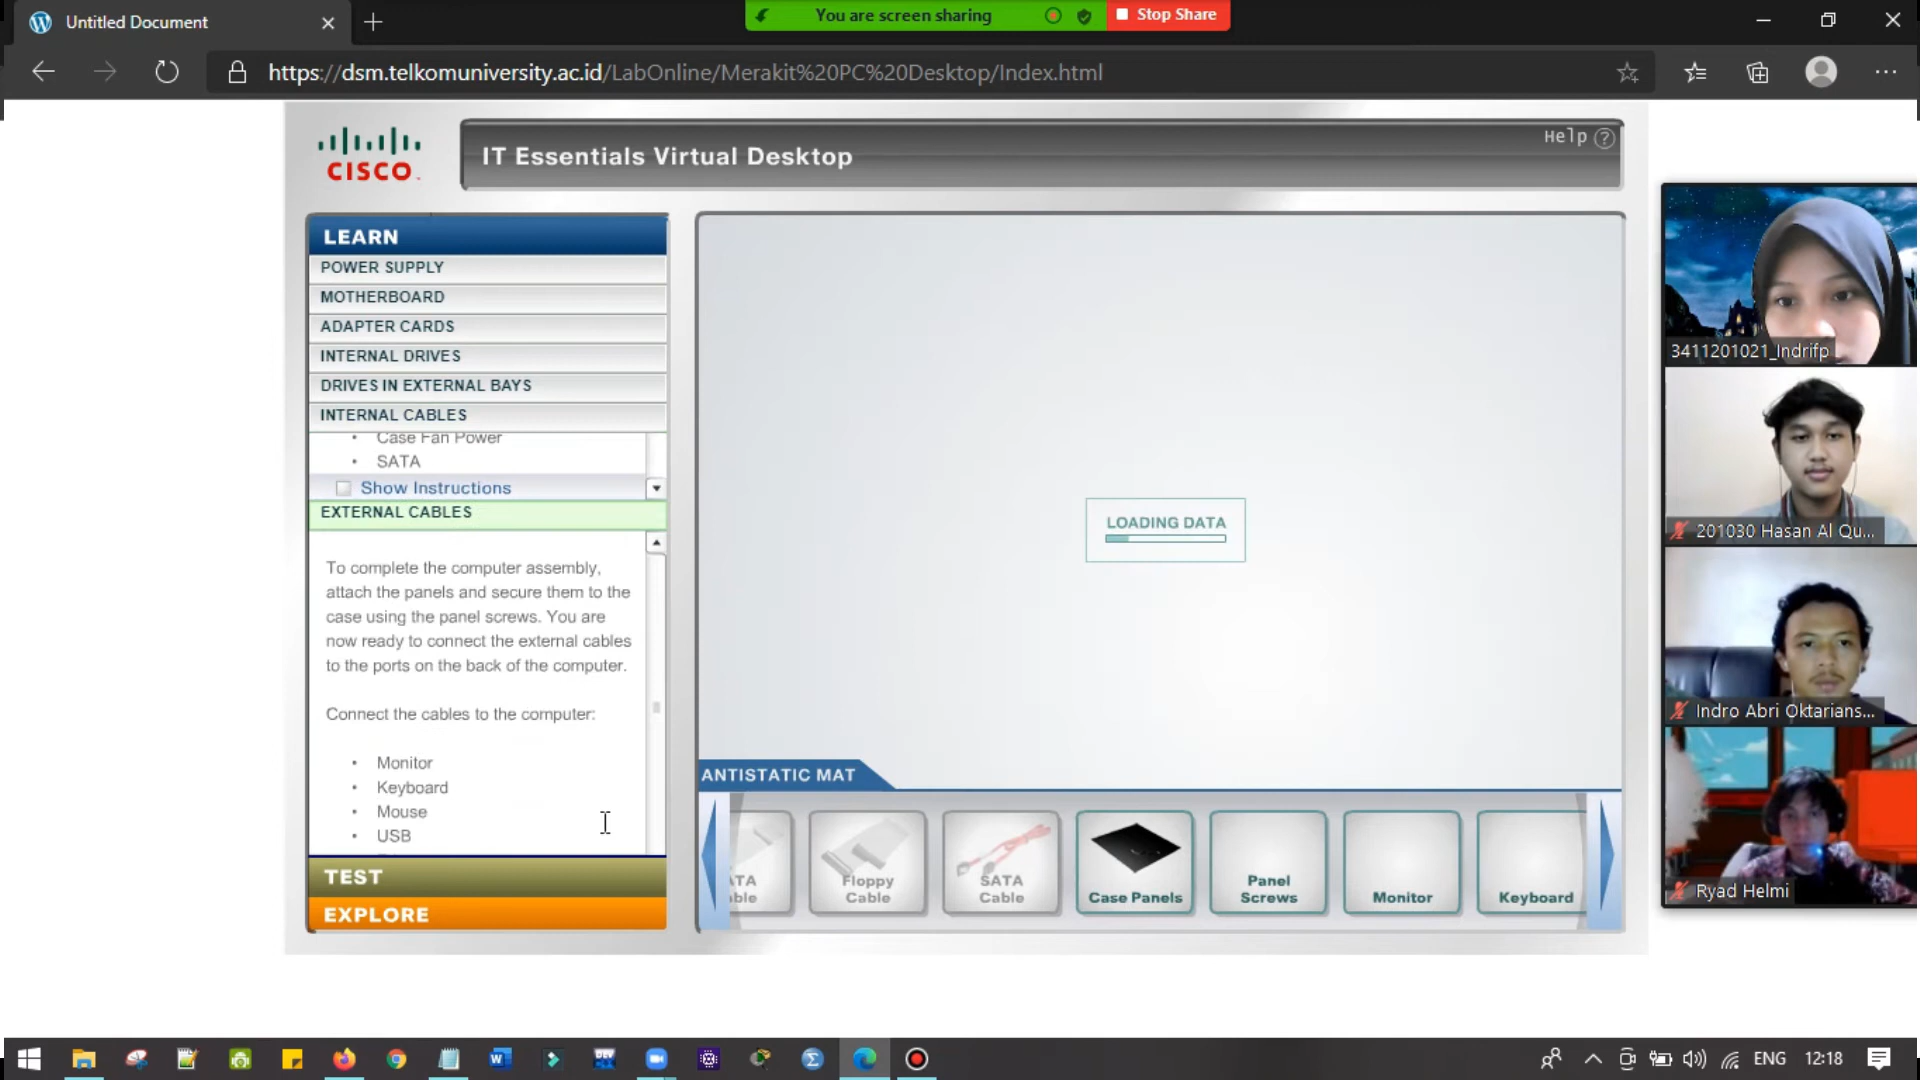 Untitled Document
You are screen sharing
Stop Share
https://dsm.telkomuniversity.ac.id/LabOnline/Merakit%20PC%20Desktop/Index.html
CISCO
IT Essentials Virtual Desktop
Help ?
LEARN
POWER SUPPLY
MOTHERBOARD
ADAPTER CARDS
INTERNAL DRIVES
DRIVES IN EXTERNAL BAYS
INTERNAL CABLES
• Case Fan Power
• SATA
Show Instructions
EXTERNAL CABLES
To complete the computer assembly,
attach the panels and secure them to the
case using the panel screws. You are
now ready to connect the external cables
to the ports on the back of the computer.
Connect the cables to the computer:
• Monitor
• Keyboard
• Mouse
• USB
TEST
EXPLORE
LOADING DATA
ANTISTATIC MAT
Floppy
Cable
SATA
Cable
Case Panels
Panel
Screws
Monitor
Keyboard
3411201021_Indrifp
201030 Hasan Al Qu...
Indro Abri Oktarians...
Ryad Helmi
ENG
12:18